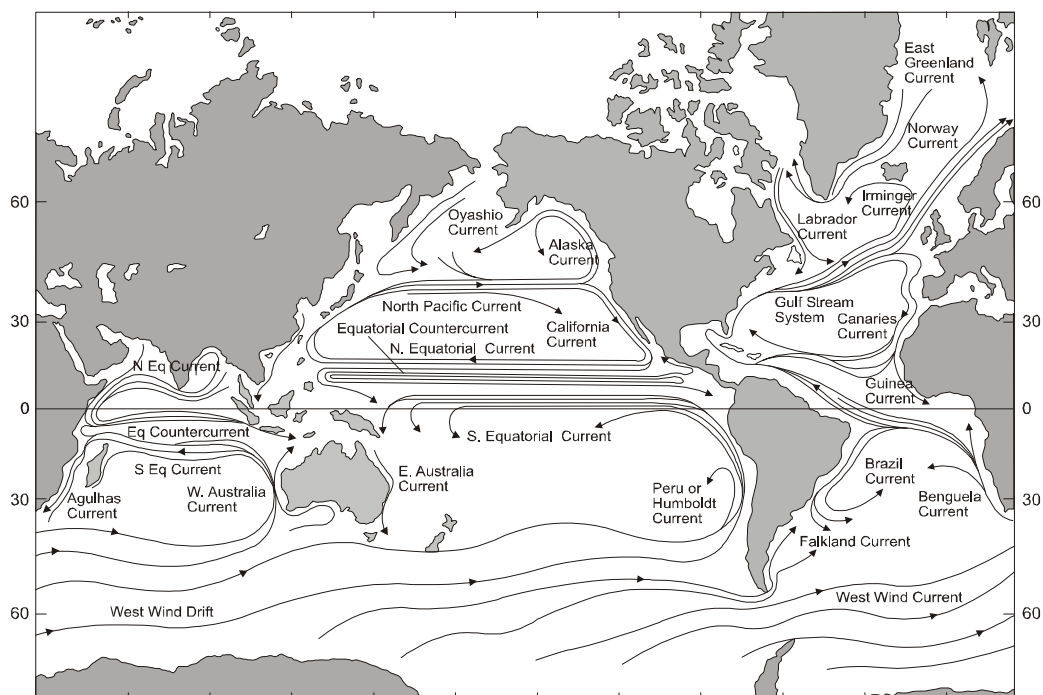 East
Greenland
Current
Norway
Current
60
60
Oyashio
Current
Irminger
Current
Labrador
Current
Alaska
Current
North Pacific Current
Gulf Stream
System
Canaries
Current
30
30
Equatorial Countercurrent
California
Current
N. Equatorial Current
N Eq Current
Guinea
Current
0
0
Eq Countercurrent
S. Equatorial Current
S Eq Current
E. Australia
Current
Brazil
Current
Agulhas
Current
W. Australia
Current
Peru or
Humboldt
Current
Benguela
Current
30
30
Falkland Current
West Wind Drift
West Wind Current
60
60